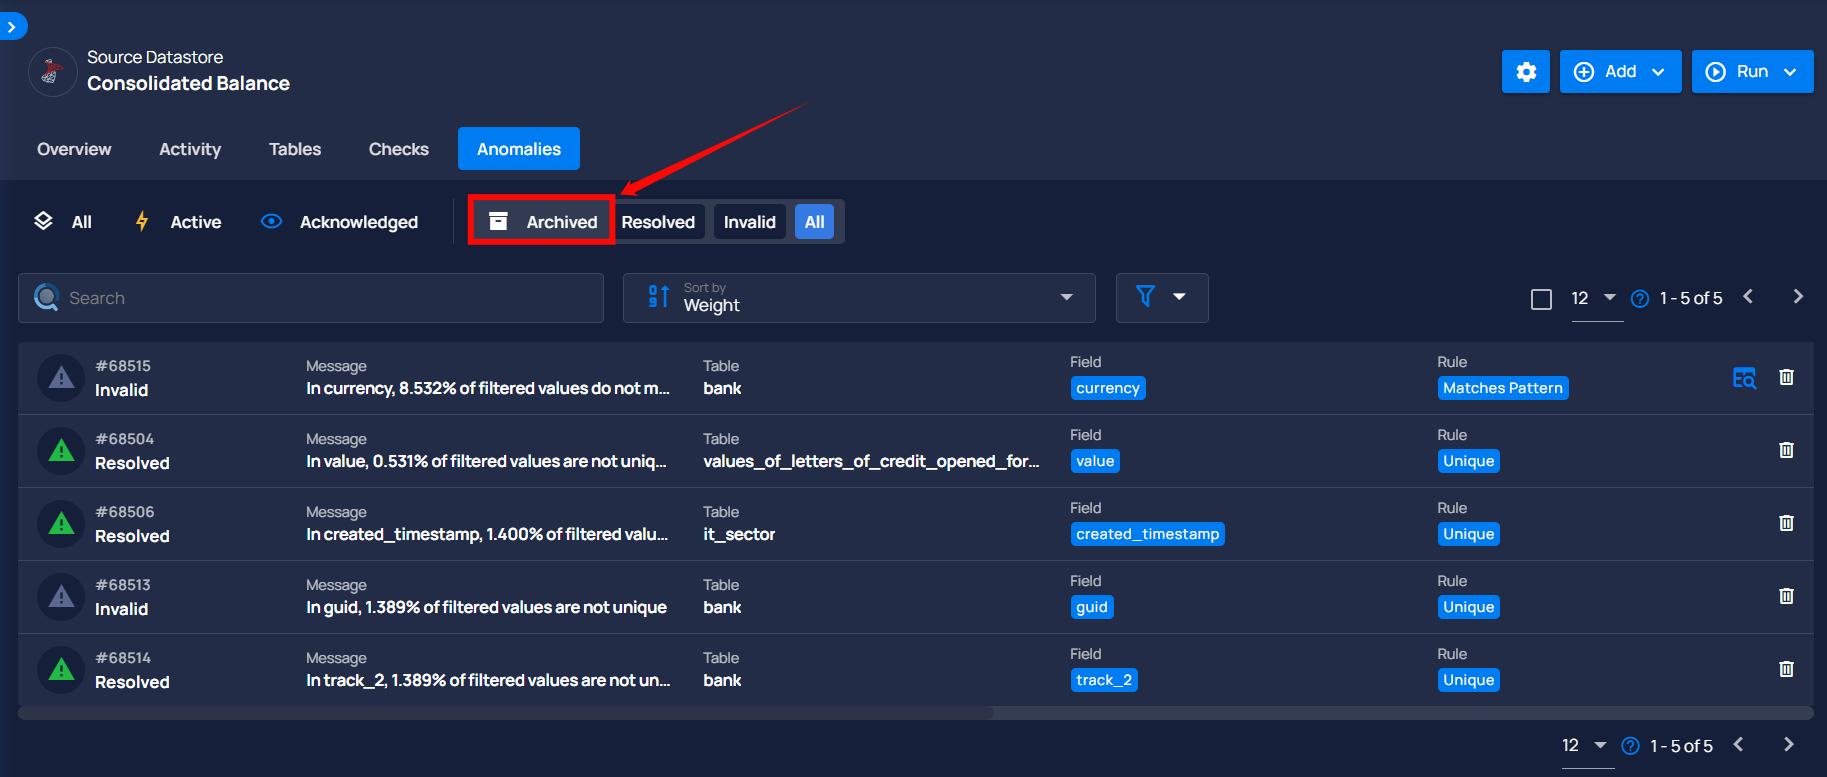 Source Datastore
Consolidated Balance
Add
Run
Overview Activity Tables Checks Anomalies
All Active Acknowledged Archived Resolved Invalid All
Search
Sort by
Weight
12 1 - 5 of 5
#68515 Message Table Field Rule
Invalid In currency, 8.532% of filtered values do not m... bank currency Matches Pattern
#68504 Message Table Field Rule
Resolved In value, 0.531% of filtered values are not uniq... values_of_letters_of_credit_opened_for... value Unique
#68506 Message Table Field Rule
Resolved In created_timestamp, 1.400% of filtered valu... it_sector created_timestamp Unique
#68513 Message Table Field Rule
Invalid In guid, 1.389% of filtered values are not unique bank guid Unique
#68514 Message Table Field Rule
Resolved In track_2, 1.389% of filtered values are not un... bank track_2 Unique
12 1 - 5 of 5